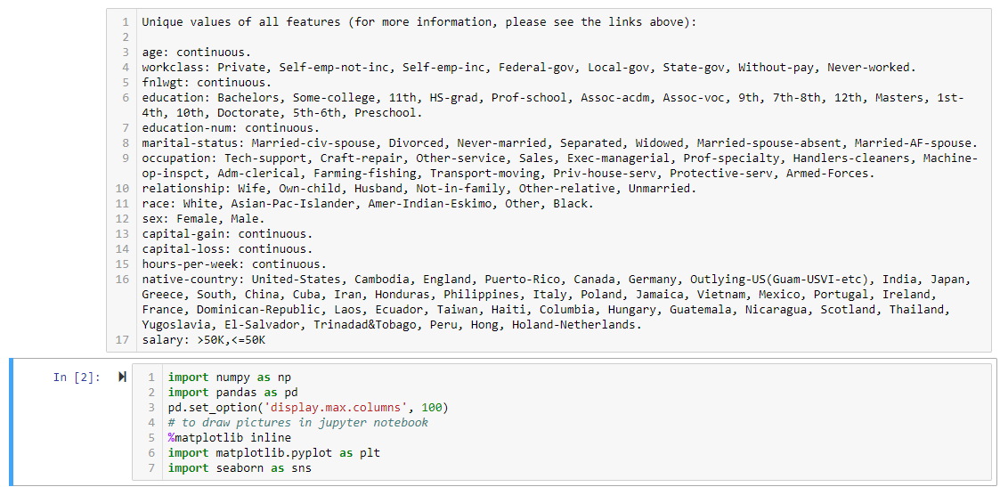 1 Unique values of all features (for more information, please see the links above):
2
3 age: continuous.
4 workclass: Private, Self-emp-not-inc, Self-emp-inc, Federal-gov, Local-gov, State-gov, Without-pay, Never-worked.
5 fnlwgt: continuous.
6 education: Bachelors, Some-college, 11th, HS-grad, Prof-school, Assoc-acdm, Assoc-voc, 9th, 7th-8th, 12th, Masters, 1st-
4th, 10th, Doctorate, 5th-6th, Preschool.
7 education-num: continuous.
8 marital-status: Married-civ-spouse, Divorced, Never-married, Separated, Widowed, Married-spouse-absent, Married-AF-spouse.
9 occupation: Tech-support, Craft-repair, Other-service, Sales, Exec-managerial, Prof-specialty, Handlers-cleaners, Machine-
op-inspct, Adm-clerical, Farming-fishing, Transport-moving, Priv-house-serv, Protective-serv, Armed-Forces.
10 relationship: Wife, Own-child, Husband, Not-in-family, Other-relative, Unmarried.
11 race: White, Asian-Pac-Islander, Amer-Indian-Eskimo, Other, Black.
12 sex: Female, Male.
13 capital-gain: continuous.
14 capital-loss: continuous.
15 hours-per-week: continuous.
16 native-country: United-States, Cambodia, England, Puerto-Rico, Canada, Germany, Outlying-US(Guam-USVI-etc), India, Japan,
Greece, South, China, Cuba, Iran, Honduras, Philippines, Italy, Poland, Jamaica, Vietnam, Mexico, Portugal, Ireland,
France, Dominican-Republic, Laos, Ecuador, Taiwan, Haiti, Columbia, Hungary, Guatemala, Nicaragua, Scotland, Thailand,
Yugoslavia, El-Salvador, Trinadad&Tobago, Peru, Hong, Holand-Netherlands.
17 salary: >50K,<=50K
In [2]: 1 import numpy as np
2 import pandas as pd
3 pd.set_option('display.max.columns', 100)
4 # to draw pictures in jupyter notebook
5 %matplotlib inline
6 import matplotlib.pyplot as plt
7 import seaborn as sns